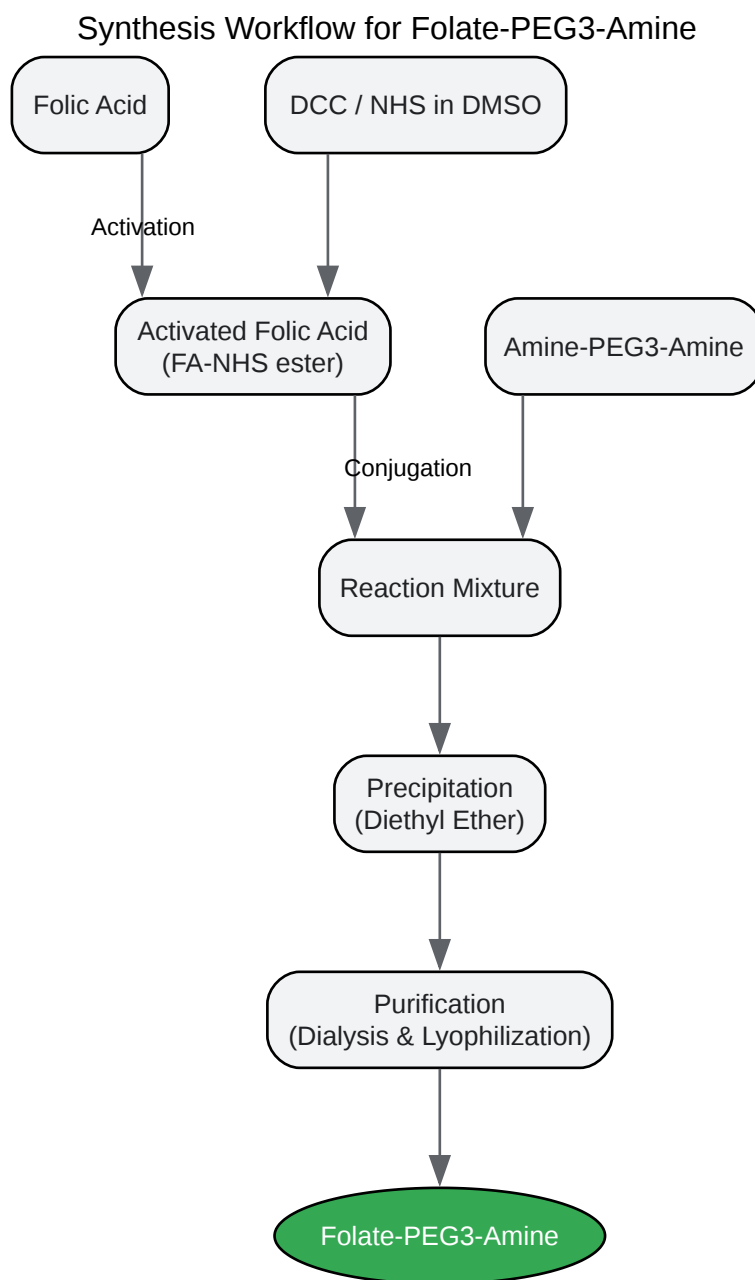 Synthesis Workflow for Folate-PEG3-Amine
Folic Acid
DCC / NHS in DMSO
Activation
Activated Folic Acid
(FA-NHS ester)
Amine-PEG3-Amine
Conjugation
Reaction Mixture
Precipitation
(Diethyl Ether)
Purification
(Dialysis & Lyophilization)
Folate-PEG3-Amine